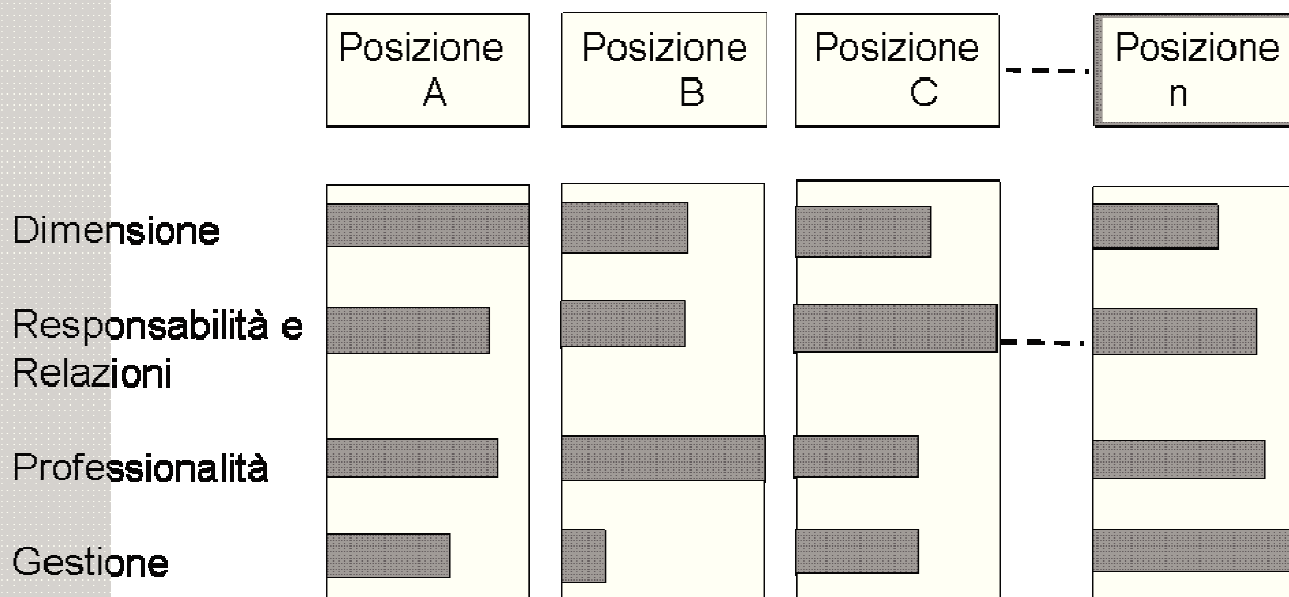 Posizione
A
Posizione
B
Posizione
C
Posizione
n
Dimensione
Responsabilità e
Relazioni
Professionalità
Gestione